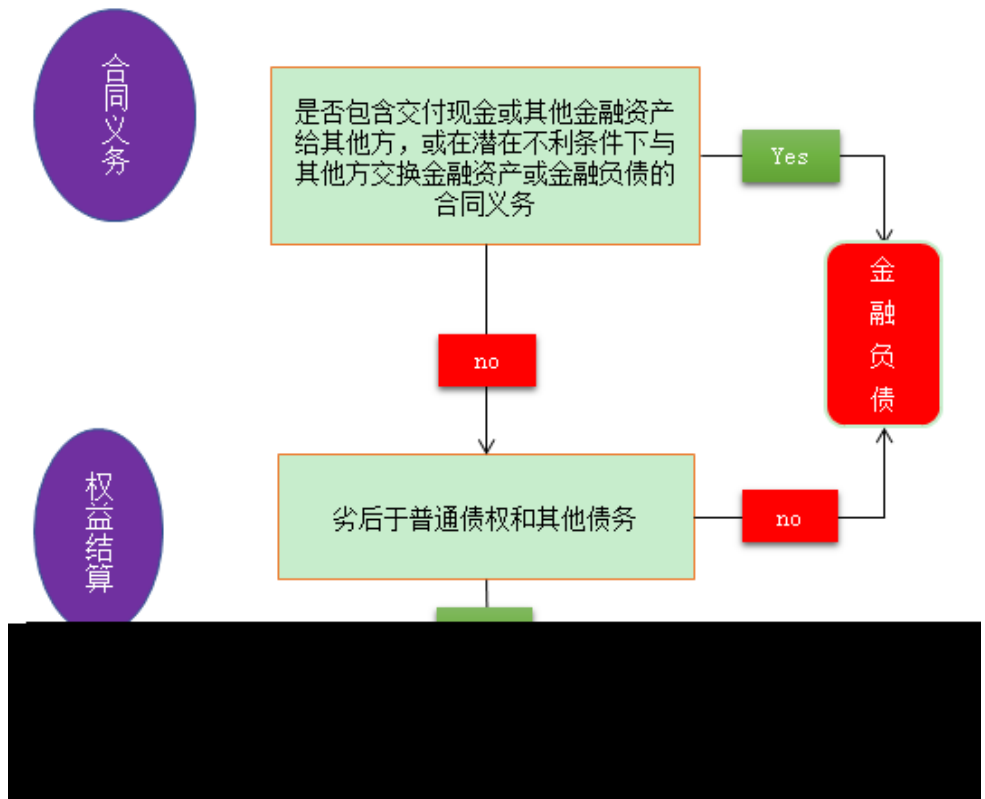 合同义务
是否包含交付现金或其他金融资产
给其他方，或在潜在不利条件下与
其他方交换金融资产或金融负债的
合同义务
Yes
金融负债
no
权益结算
劣后于普通债权和其他债务
no